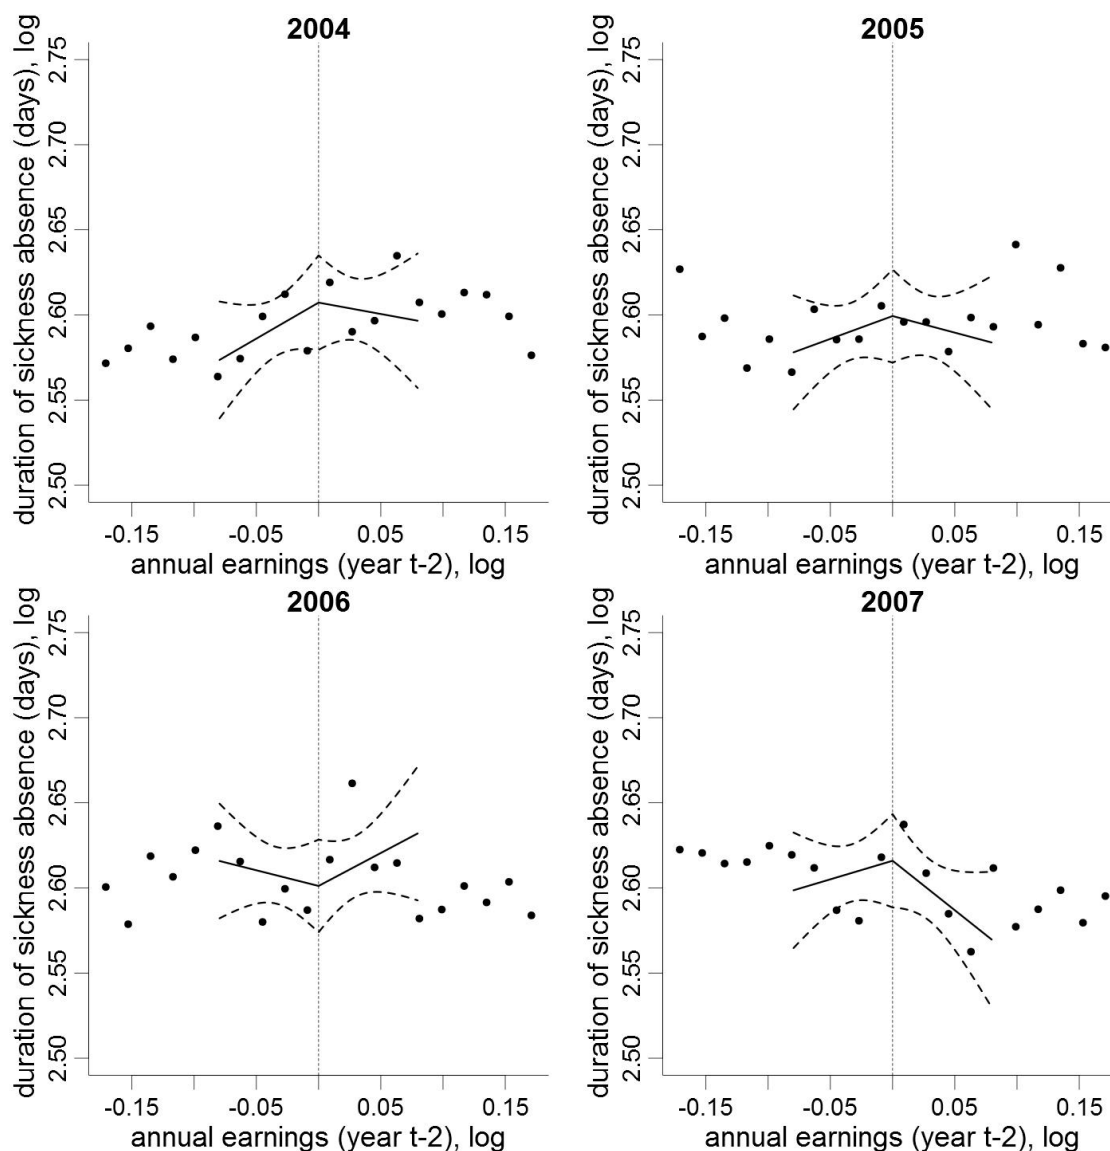 2004
duration of sickness absence (days), log
2.75
2.70
2.65
2.60
2.55
2.50
-0.15 -0.05 0.05 0.15
annual earnings (year t-2), log
2005
duration of sickness absence (days), log
2.75
2.70
2.65
2.60
2.55
2.50
-0.15 -0.05 0.05 0.15
annual earnings (year t-2), log
2006
duration of sickness absence (days), log
2.75
2.70
2.65
2.60
2.55
2.50
-0.15 -0.05 0.05 0.15
annual earnings (year t-2), log
2007
duration of sickness absence (days), log
2.75
2.70
2.65
2.60
2.55
2.50
-0.15 -0.05 0.05 0.15
annual earnings (year t-2), log